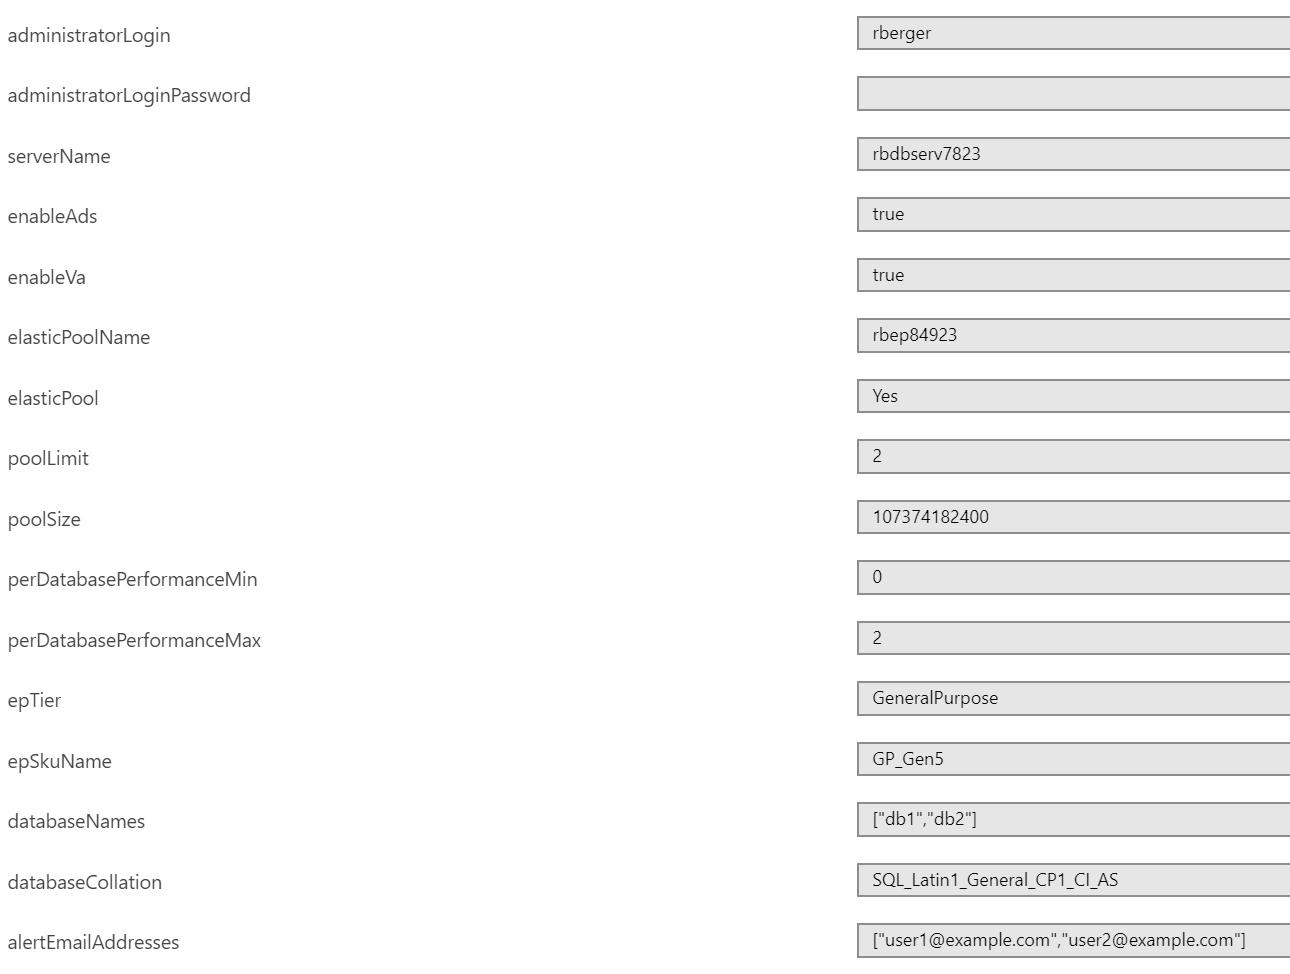 administratorLogin rberger
administratorLoginPassword
serverName rbdbserv7823
enableAds true
enableVa true
elasticPoolName rbep84923
elasticPool Yes
poolLimit 2
poolSize 107374182400
perDatabasePerformanceMin 0
perDatabasePerformanceMax 2
epTier GeneralPurpose
epSkuName GP_Gen5
databaseNames ["db1","db2"]
databaseCollation SQL_Latin1_General_CP1_CI_AS
alertEmailAddresses ["user1@example.com","user2@example.com"]